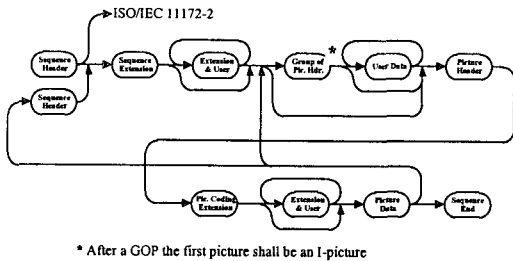 ISO/IEC 11172-2
Sequence
Header
Sequence
Extension
Extension
& User
*
Group of
Pic. Hdr.
User Data
Picture
Header
Sequence
Header
Pic. Coding
Extension
Extension
& User
Picture
Data
Sequence
End
* After a GOP the first picture shall be an I-picture